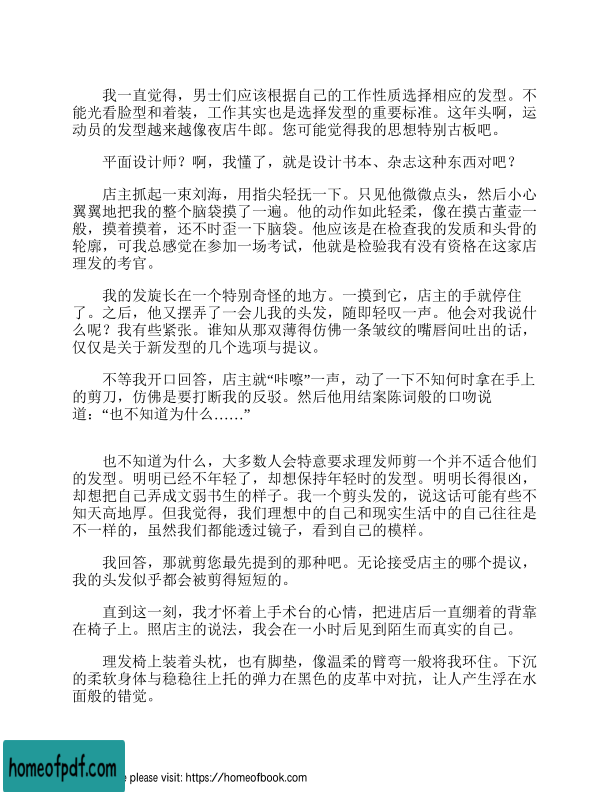 我一直觉得，男士们应该根据自己的工作性质选择相应的发型。不
能光看脸型和着装，工作其实也是选择发型的重要标准。这年头啊，运
动员的发型越来越像夜店牛郎。您可能觉得我的思想特别古板吧。
平面设计师？啊，我懂了，就是设计书本、杂志这种东西对吧？
店主抓起一束刘海，用指尖轻抚一下。只见他微微点头，然后小心
翼翼地把我的整个脑袋摸了一遍。他的动作如此轻柔，像在摸古董壶一
般，摸着摸着，还不时歪一下脑袋。他应该是在检查我的发质和头骨的
轮廓，可我总感觉在参加一场考试，他就是检验我有没有资格在这家店
理发的考官。
我的发旋长在一个特别奇怪的地方。一摸到它，店主的手就停住
了。之后，他又摆弄了一会儿我的头发，随即轻叹一声。他会对我说什
么呢？我有些紧张。谁知从那双薄得仿佛一条皱纹的嘴唇间吐出的话，
仅仅是关于新发型的几个选项与提议。
不等我开口回答，店主就“咔嚓”一声，动了一下不知何时拿在手上
的剪刀，仿佛是要打断我的反驳。然后他用结案陈词般的口吻说
道：“也不知道为什么……”
也不知道为什么，大多数人会特意要求理发师剪一个并不适合他们
的发型。明明已经不年轻了，却想保持年轻时的发型。明明长得很凶，
却想把自己弄成文弱书生的样子。我一个剪头发的，说这话可能有些不
知天高地厚。但我觉得，我们理想中的自己和现实生活中的自己往往是
不一样的，虽然我们都能透过镜子，看到自己的模样。
我回答，那就剪您最先提到的那种吧。无论接受店主的哪个提议，
我的头发似乎都会被剪得短短的。
直到这一刻，我才怀着上手术台的心情，把进店后一直绷着的背靠
在椅子上。照店主的说法，我会在一小时后见到陌生而真实的自己。
理发椅上装着头枕，也有脚垫，像温柔的臂弯一般将我环住。下沉
的柔软身体与稳稳往上托的弹力在黑色的皮革中对抗，让人产生浮在水
面般的错觉。
homeofpdf.com
please visit: https://homeofbook.com